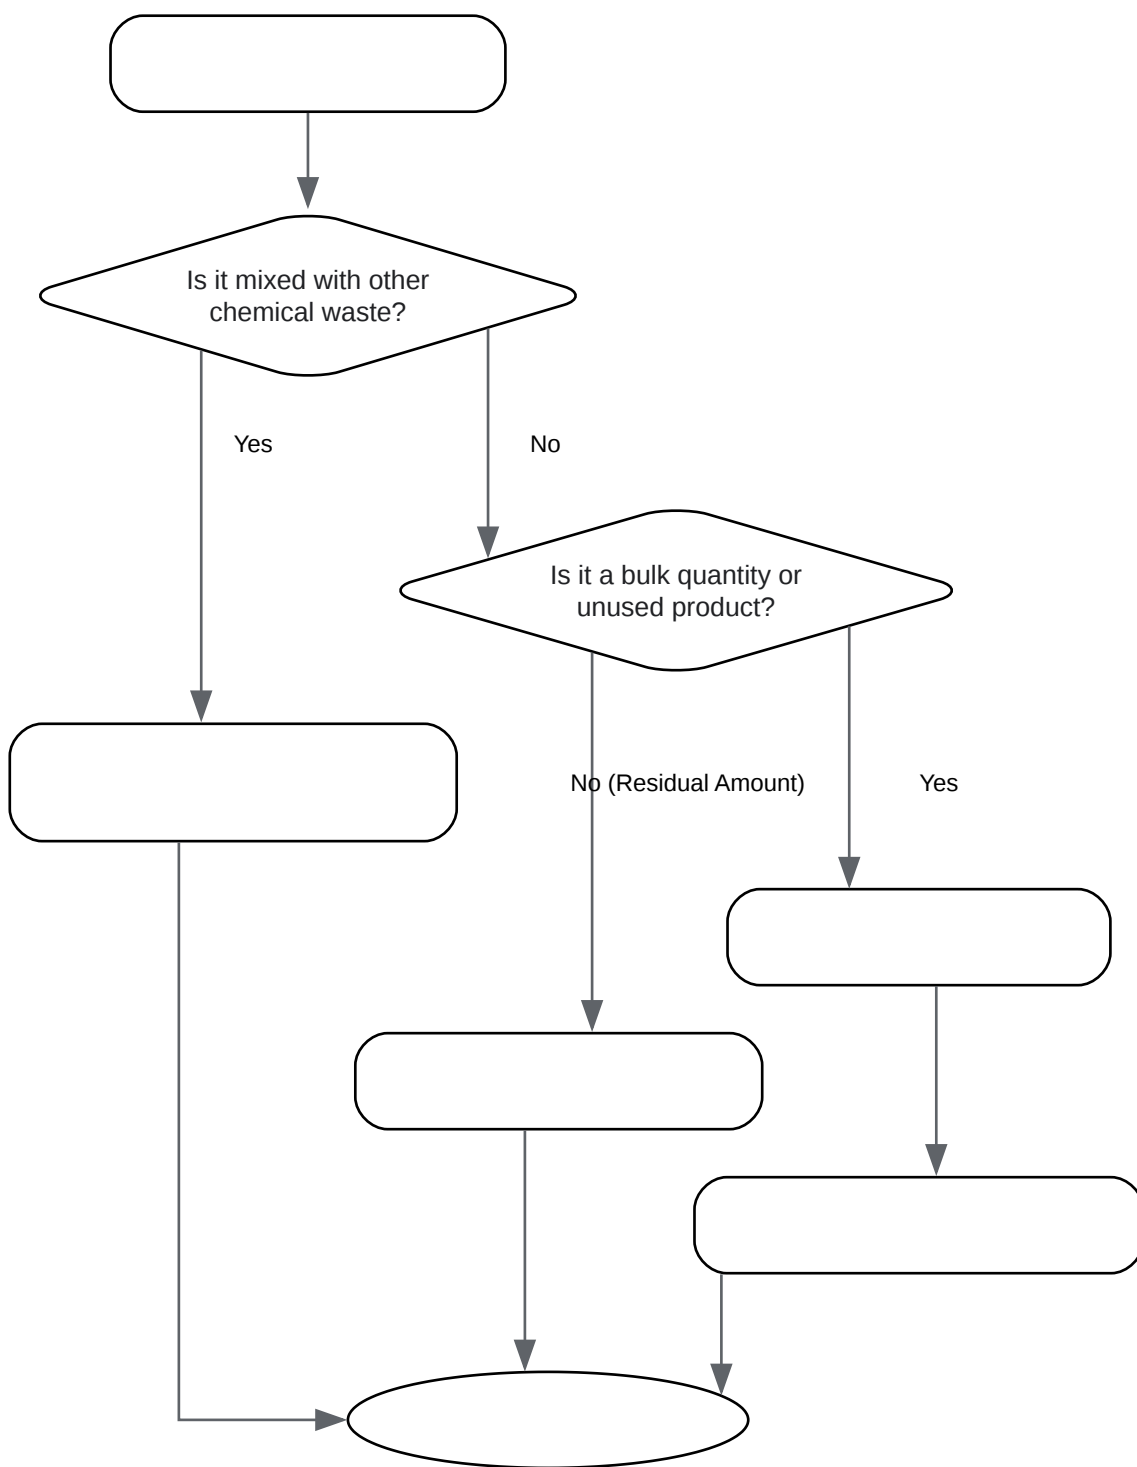 Is it mixed with other
chemical waste?
Yes
No
Is it a bulk quantity or
unused product?
No (Residual Amount)
Yes